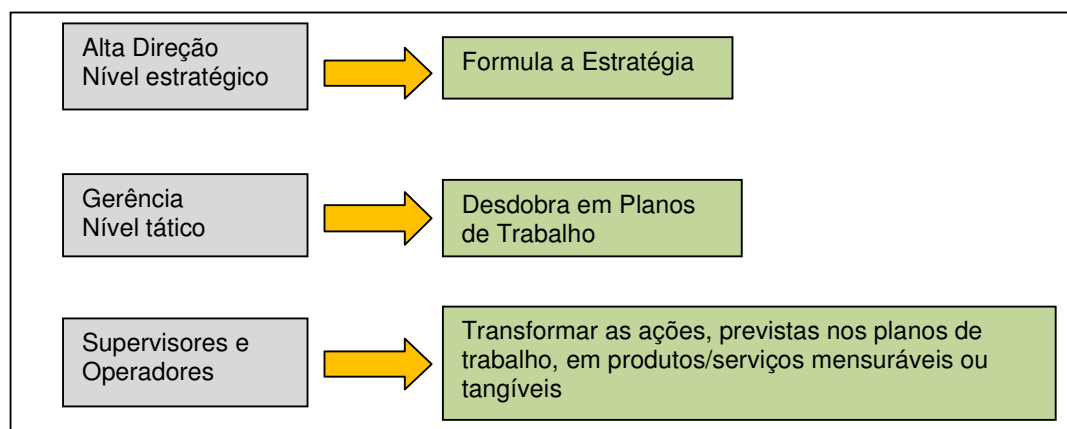 Alta Direção
Nível estratégico
Formula a Estratégia
Gerência
Nível tático
Desdobra em Planos
de Trabalho
Supervisores e
Operadores
Transformar as ações, previstas nos planos de
trabalho, em produtos/serviços mensuráveis ou
tangíveis